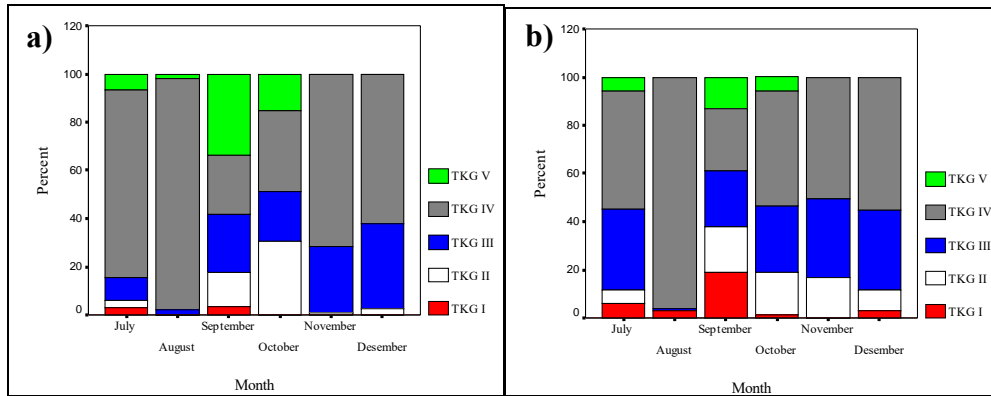 a)
120
100
80
60
40
20
0
Percent
July
September
November
August
October
Desember
Month
TKG V
TKG IV
TKG III
TKG II
TKG I
b)
120
100
80
60
40
20
0
Percent
July
September
November
August
October
Desember
Month
TKG V
TKG IV
TKG III
TKG II
TKG I